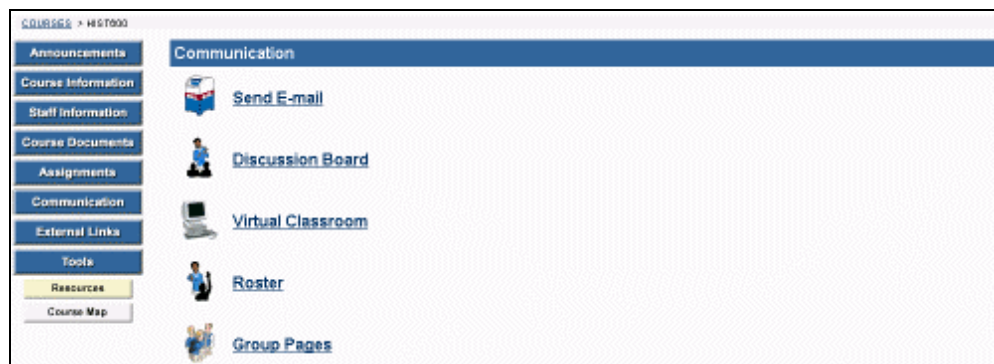 COURSES > HIST600
Announcements
Course Information
Staff Information
Course Documents
Assignments
Communication
External Links
Tools
Resources
Course Map
Communication
Send E-mail
Discussion Board
Virtual Classroom
Roster
Group Pages